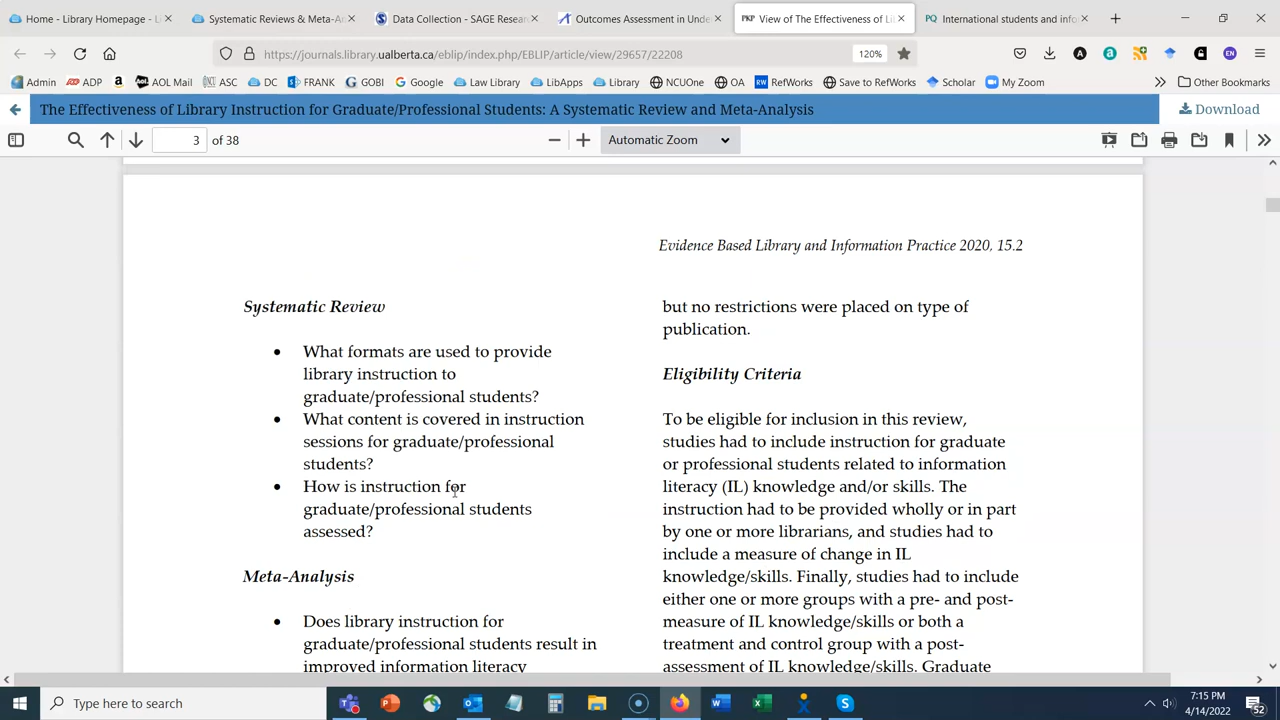 Home - Library Homepage - L
Systematic Reviews & Meta-An
Data Collection - SAGE Resear
Outcomes Assessment in Unde
PKP View of The Effectiveness of Li
PQ International students and info
https://journals.library.ualberta.ca/eblip/index.php/EBLIP/article/view/29657/22208
120%
Admin
ADP
AOL Mail
ASC
DC
FRANK
GOBI
Google
Law Library
LibApps
Library
NCUOne
OA
RefWorks
Save to RefWorks
Scholar
My Zoom
Other Bookmarks
The Effectiveness of Library Instruction for Graduate/Professional Students: A Systematic Review and Meta-Analysis
Download
3 of 38
Automatic Zoom
Evidence Based Library and Information Practice 2020, 15.2
Systematic Review
• What formats are used to provide
library instruction to
graduate/professional students?
• What content is covered in instruction
sessions for graduate/professional
students?
• How is instruction for
graduate/professional students
assessed?
Meta-Analysis
• Does library instruction for
graduate/professional students result in
improved information literacy
but no restrictions were placed on type of
publication.
Eligibility Criteria
To be eligible for inclusion in this review,
studies had to include instruction for graduate
or professional students related to information
literacy (IL) knowledge and/or skills. The
instruction had to be provided wholly or in part
by one or more librarians, and studies had to
include a measure of change in IL
knowledge/skills. Finally, studies had to include
either one or more groups with a pre- and post-
measure of IL knowledge/skills or both a
treatment and control group with a post-
assessment of IL knowledge/skills. Graduate
Type here to search
7:15 PM
4/14/2022
52